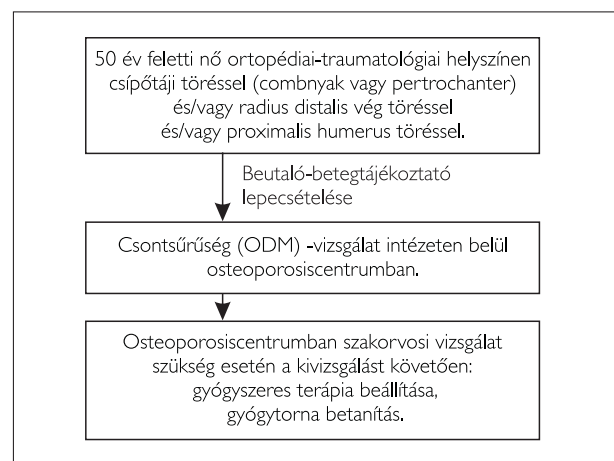 50 év feletti nő ortopédiai-traumatológiai helyszínen
csípőtáji töréssel (combnyak vagy pertrochanter)
és/vagy radius distalis vég töréssel
és/vagy proximalis humerus töréssel.
Beutaló-betegtájékoztató
lepecsételése
Csontsűrűség (ODM) -vizsgálat intézeten belül
osteoporosiscentrumban.
Osteoporosiscentrumban szakorvosi vizsgálat
szükség esetén a kivizsgálást követően:
gyógyszeres terápia beállítása,
gyógytorna betanítás.